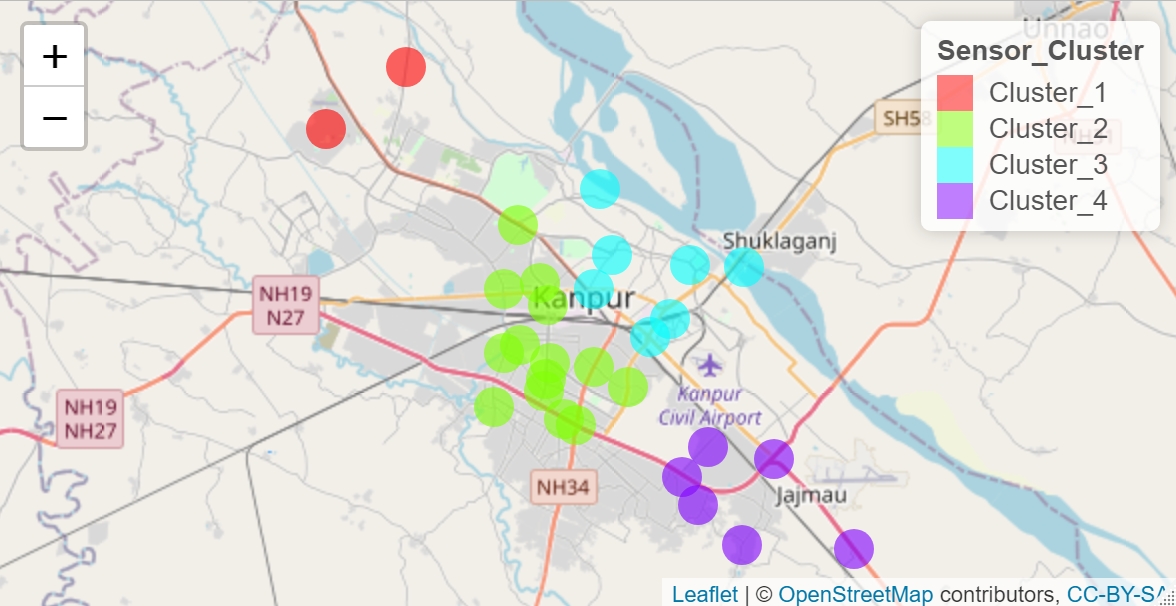 +
−
Unnao
Sensor_Cluster
Cluster_1
Cluster_2
Cluster_3
Cluster_4
SH58
Shuklaganj
NH19
N27
Kanpur
Kanpur
Civil Airport
NH19
NH27
NH34
Jajmau
Leaflet | © OpenStreetMap contributors, CC-BY-SA